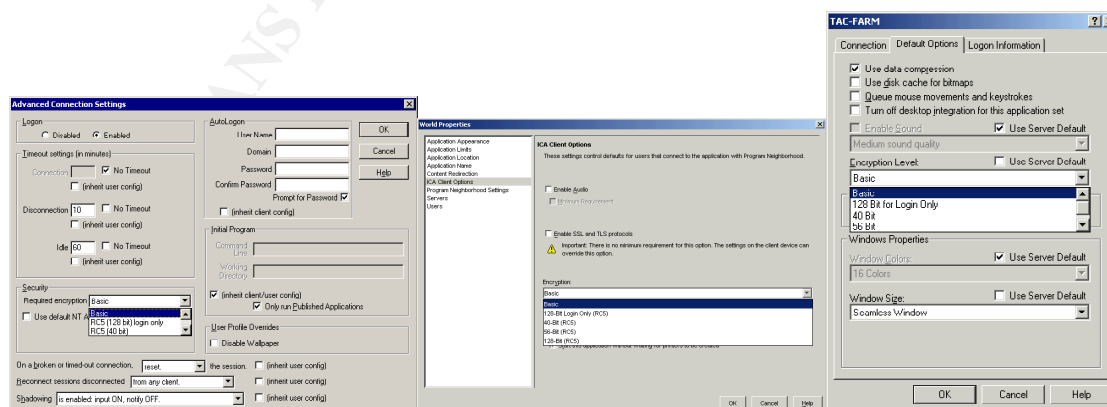 ANS
Advanced Connection Settings
Logon
Disabled Enabled
Timeout settings (in minutes)
Connection No Timeout
(inherit user config)
Disconnection 10 No Timeout
(inherit user config)
Idle 60 No Timeout
(inherit user config)
Security
Required encryption Basic
Use default NT A
Basic
RC5 (128 bit) login only
RC5 (40 bit)
AutoLogon
User Name
Domain
Password
Confirm Password
Prompt for Password
(inherit client config)
OK
Cancel
Help
Initial Program
Command Line
Working Directory
(inherit client/user config)
Only run Published Applications
User Profile Overrides
Disable Wallpaper
On a broken or timed-out connection, reset. the session. (inherit user config)
Reconnect sessions disconnected from any client. (inherit user config)
Shadowing is enabled: input ON, notify OFF. (inherit user config)
World Properties
Application Appearance
Application Limits
Application Location
Application Name
Content Redirection
ICA Client Options
Program Neighborhood Settings
Servers
Users
ICA Client Options
These settings control defaults for users that connect to the application with Program Neighborhood.
Enable Audio
Minimum Requirement
Enable SSL and TLS protocols
Important: There is no minimum requirement for this option. The settings on the client device can
override this option.
Encryption
Basic
Basic
128-Bit Login Only (RC5)
40-Bit (RC5)
56-Bit (RC5)
128-Bit (RC5)
Start this application without waiting for printers to be created
OK Cancel Help
TAC-FARM
Connection Default Options Logon Information
Use data compression
Use disk cache for bitmaps
Queue mouse movements and keystrokes
Turn off desktop integration for this application set
Enable Sound Use Server Default
Medium sound quality
Encryption Level: Use Server Default
Basic
Basic
128 Bit for Login Only
40 Bit
56 Bit
Windows Properties
Window Colors: Use Server Default
16 Colors
Window Size: Use Server Default
Seamless Window
OK Cancel Help